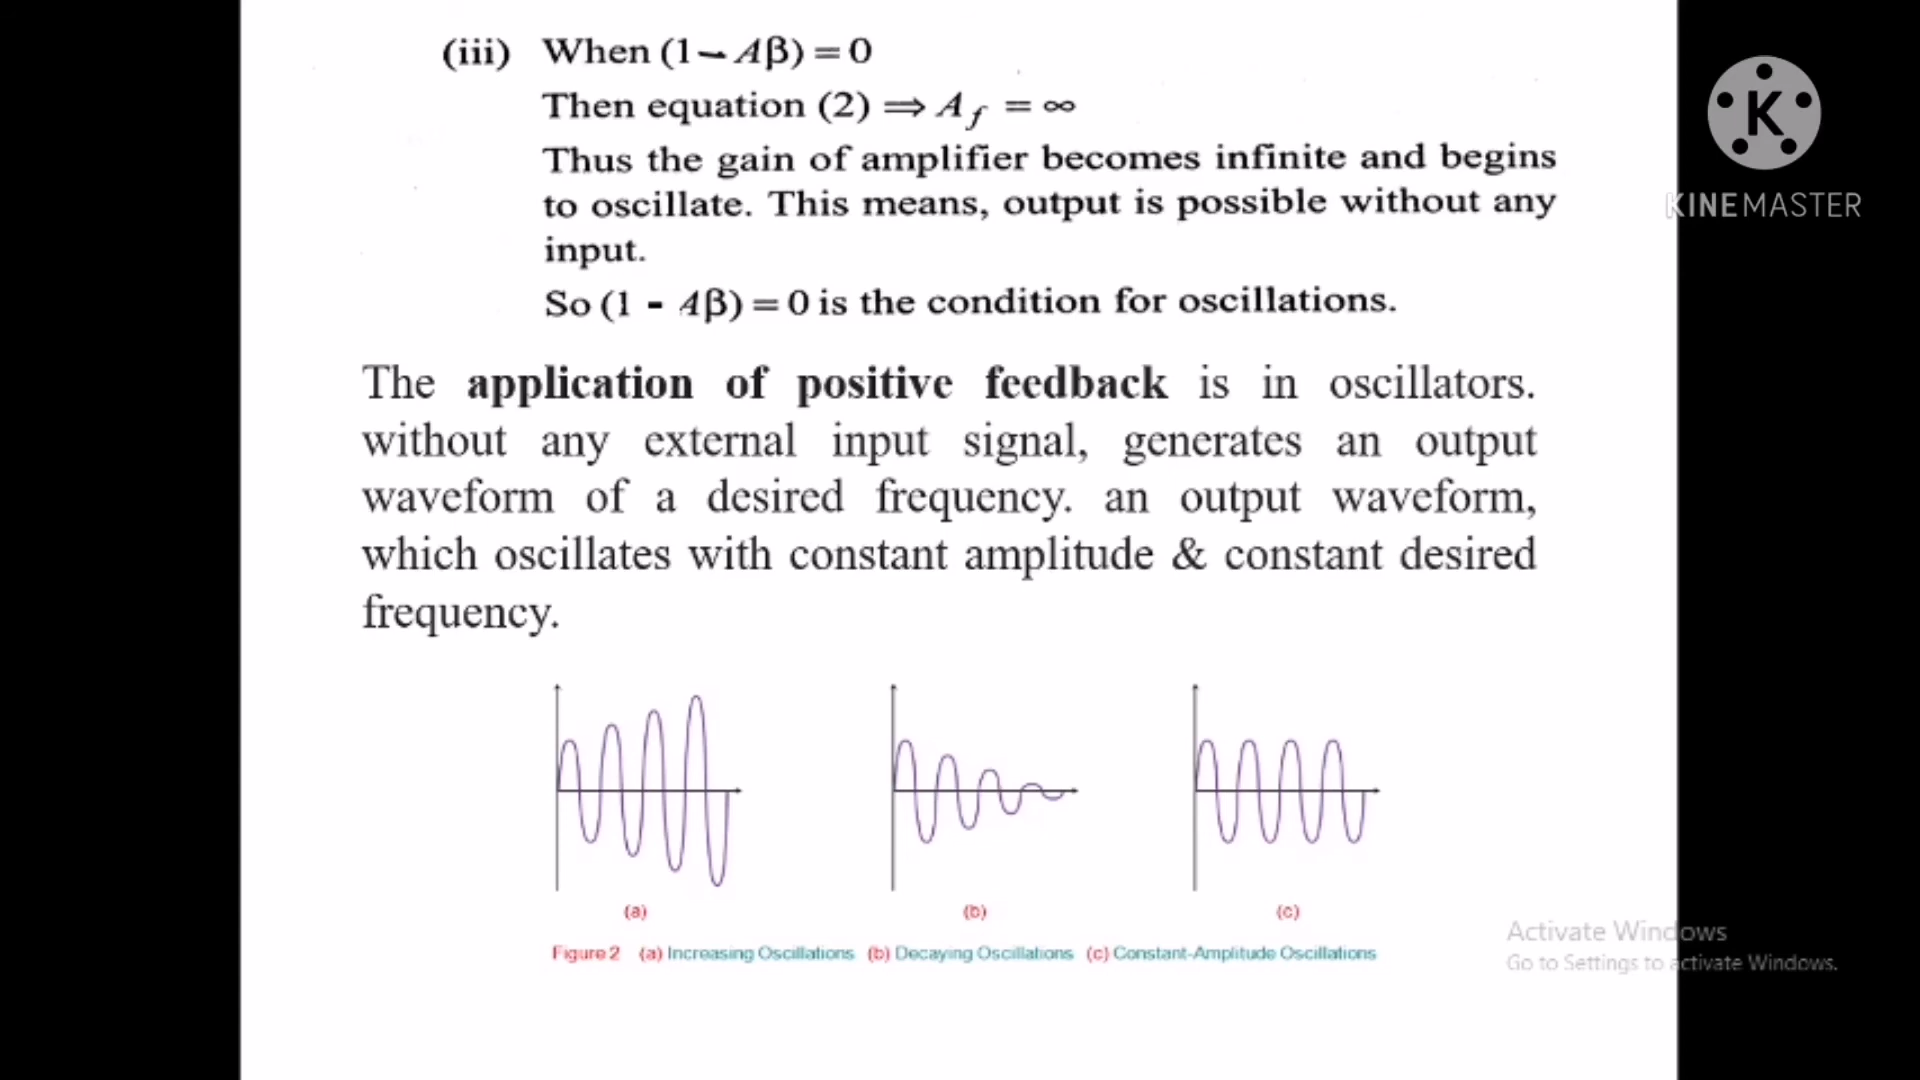 (iii) When (1 – Aβ) = 0
Then equation (2) ⟹ A_f = ∞
Thus the gain of amplifier becomes infinite and begins
to oscillate. This means, output is possible without any
input.
So (1 - Aβ) = 0 is the condition for oscillations.
The application of positive feedback is in oscillators.
without any external input signal, generates an output
waveform of a desired frequency. an output waveform,
which oscillates with constant amplitude & constant desired
frequency.
(a) (b) (c)
Figure 2 (a) Increasing Oscillations (b) Decaying Oscillations (c) Constant-Amplitude Oscillations
K
KINEMASTER
Activate Windows
Go to Settings to activate Windows.